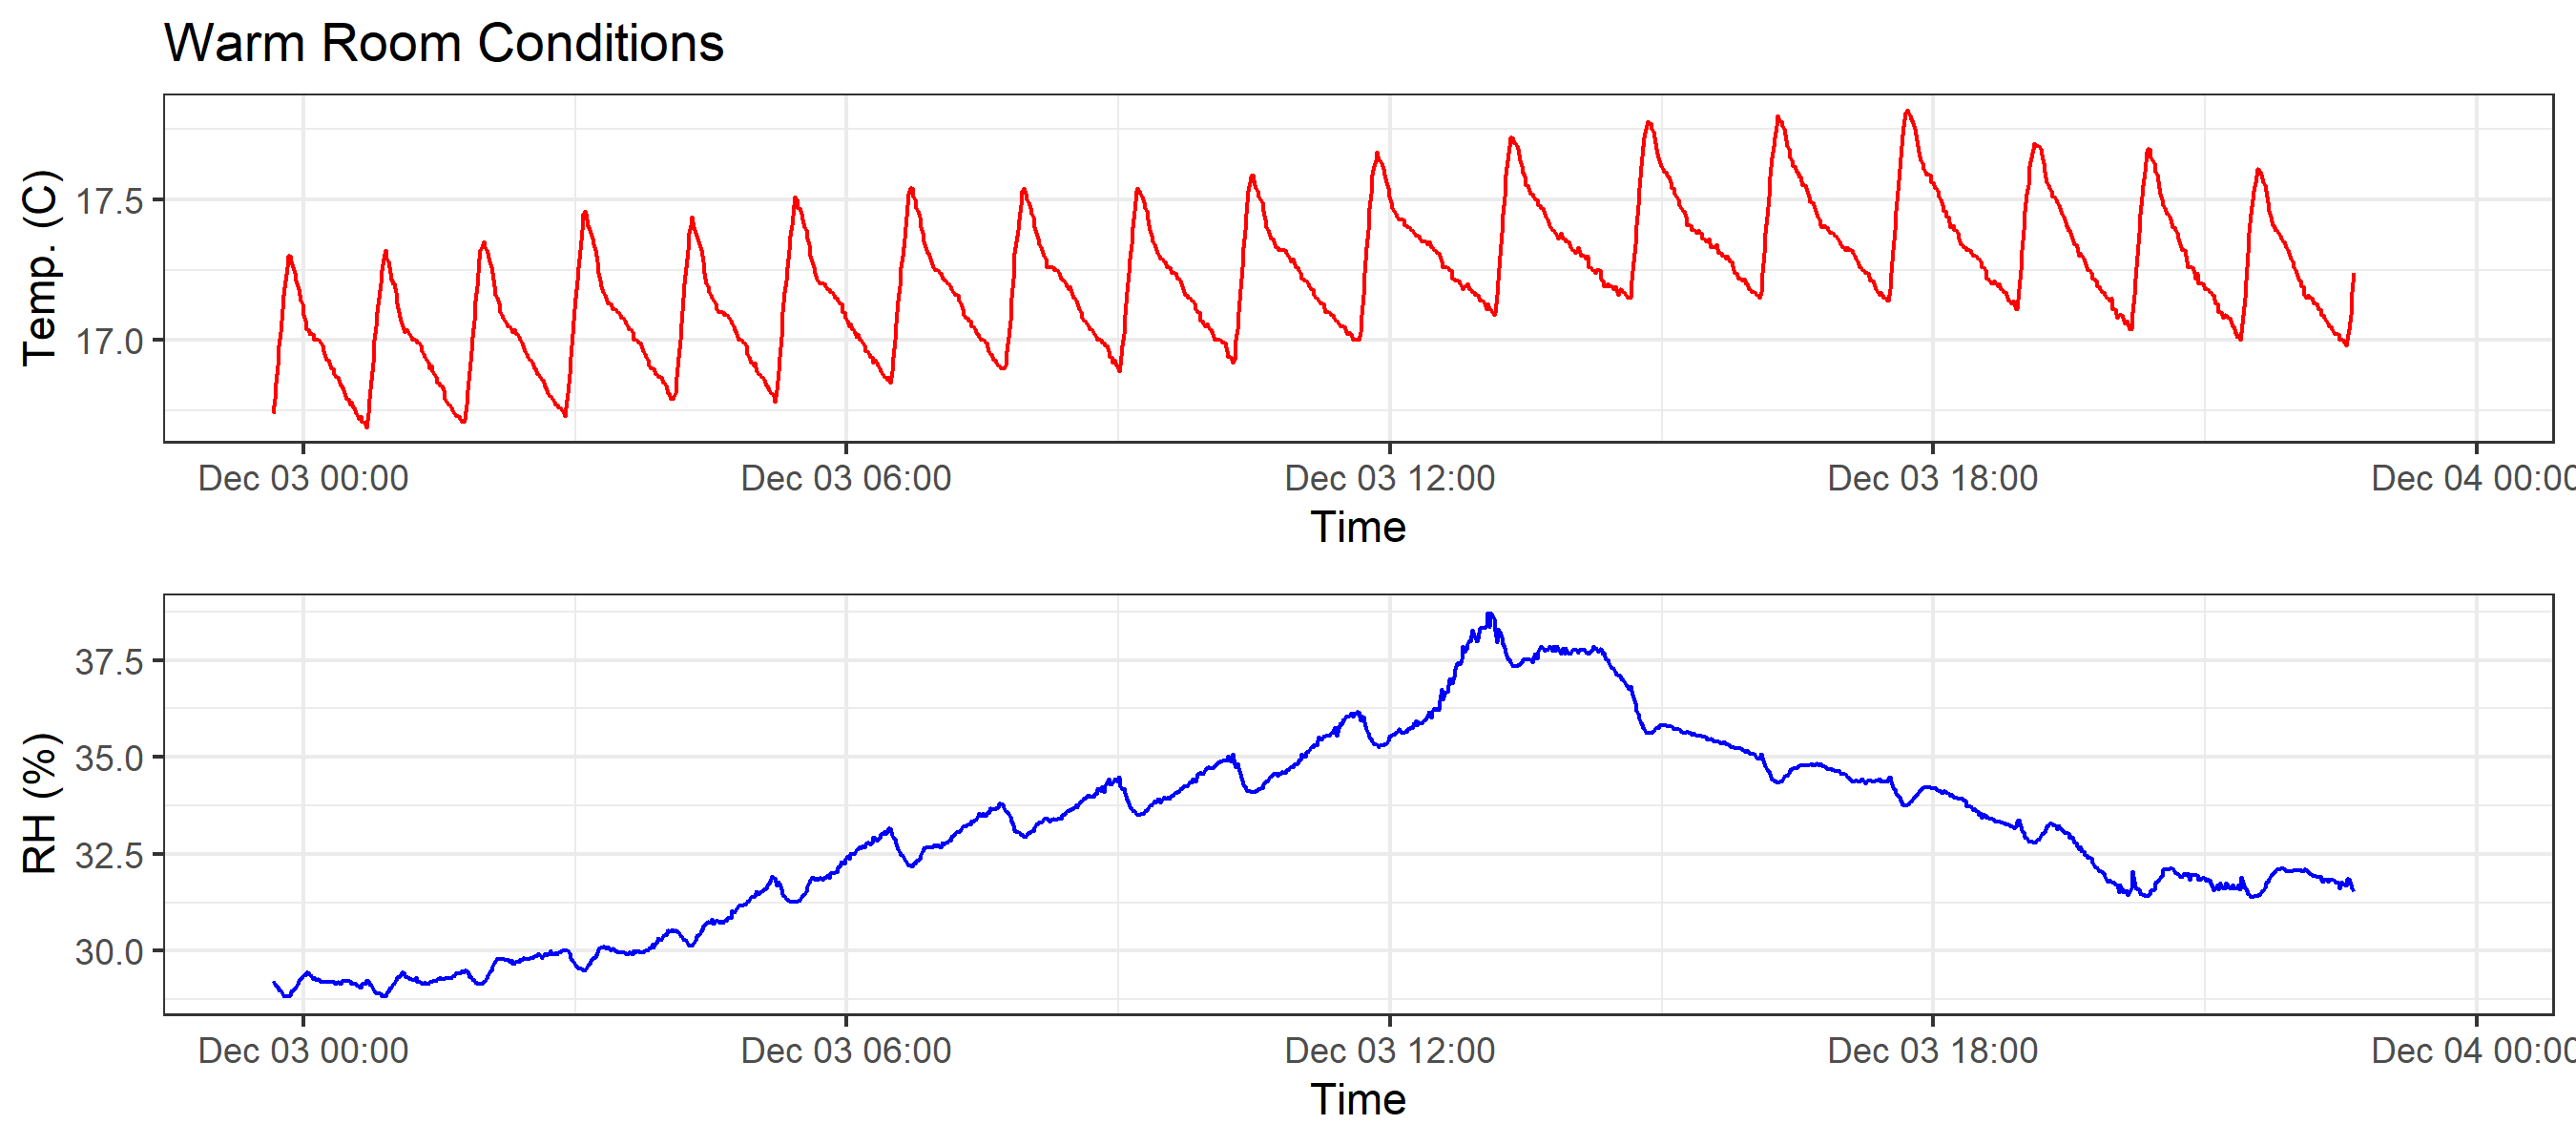 Warm Room Conditions
Temp. (C)
17.5
17.0
Dec 03 00:00 Dec 03 06:00 Dec 03 12:00 Dec 03 18:00 Dec 04 00:00
Time
RH (%)
37.5
35.0
32.5
30.0
Dec 03 00:00 Dec 03 06:00 Dec 03 12:00 Dec 03 18:00 Dec 04 00:00
Time